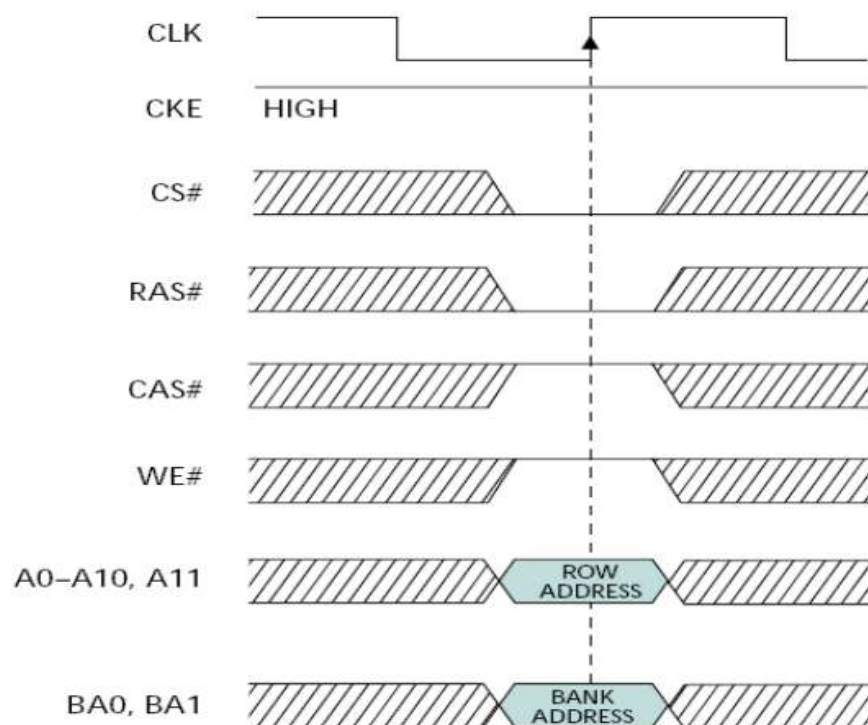 CLK
CKE HIGH
CS#
RAS#
CAS#
WE#
A0–A10, A11 ROW
ADDRESS
BA0, BA1 BANK
ADDRESS